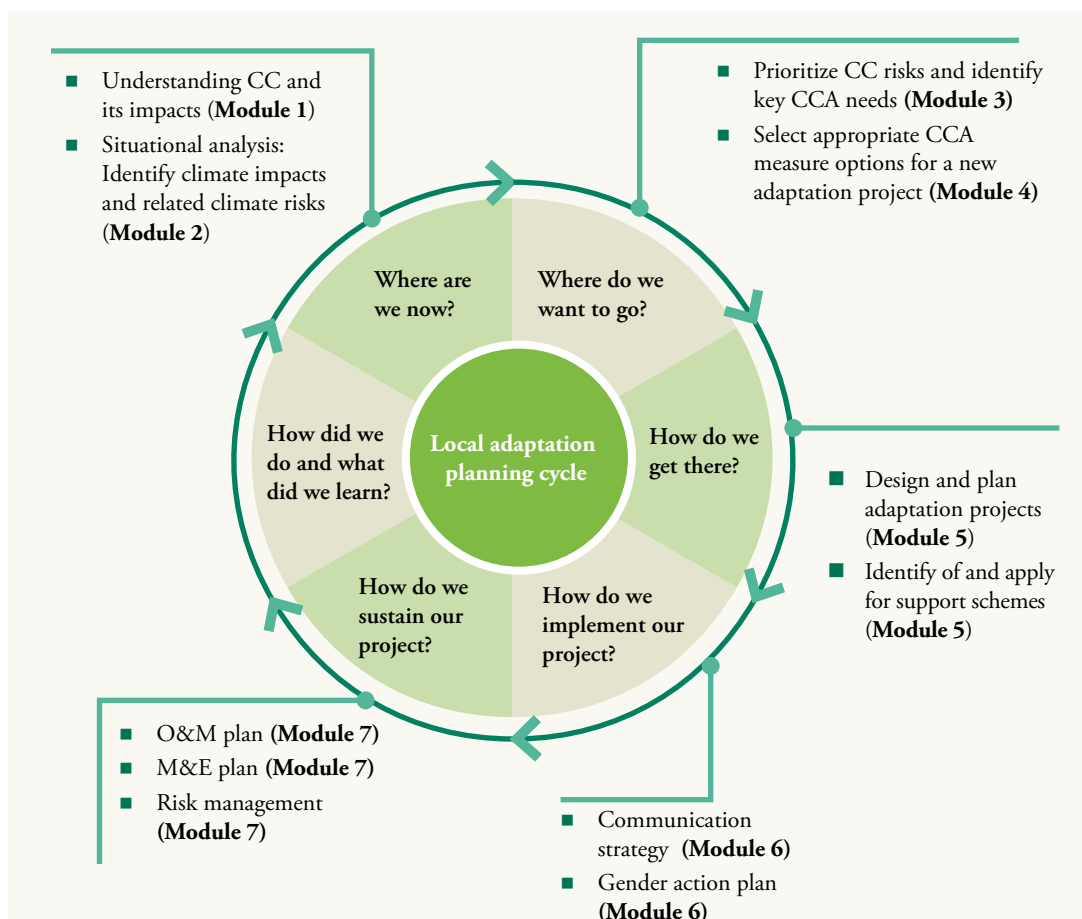 ■ Understanding CC and
its impacts (Module 1)
■ Situational analysis:
Identify climate impacts
and related climate risks
(Module 2)
■ Prioritize CC risks and identify
key CCA needs (Module 3)
■ Select appropriate CCA
measure options for a new
adaptation project (Module 4)
Where are
we now?
Where do we
want to go?
How do we
get there?
How do we
implement our
project?
How do we
sustain our
project?
How did we
do and what
did we learn?
Local adaptation
planning cycle
■ Design and plan
adaptation projects
(Module 5)
■ Identify of and apply
for support schemes
(Module 5)
■ Communication
strategy (Module 6)
■ Gender action plan
(Module 6)
■ O&M plan (Module 7)
■ M&E plan (Module 7)
■ Risk management
(Module 7)